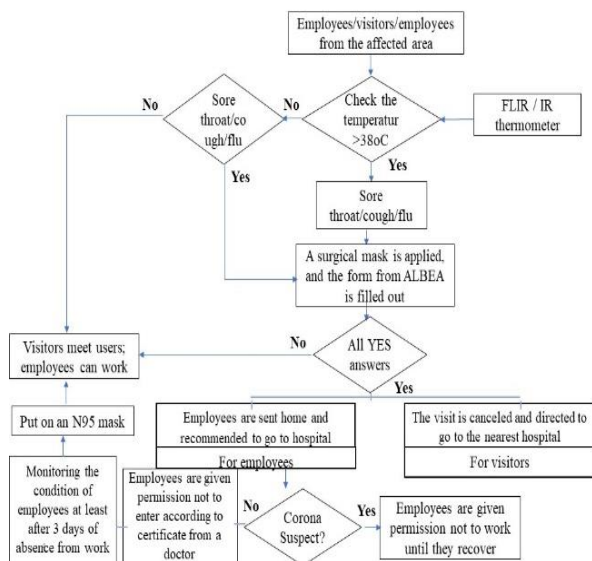 Employees/visitors/employees
from the affected area
No
Sore
throat/co
ugh/flu
No
Check the
temperatur
>38oC
FLIR / IR
thermometer
Yes
Yes
Sore
throat/cough/flu
A surgical mask is applied,
and the form from ALBEA
is filled out
No
All YES
answers
Visitors meet users;
employees can work
Yes
Put on an N95 mask
Employees are sent home and
recommended to go to hospital
For employees
The visit is canceled and directed to
go to the nearest hospital
For visitors
Monitoring the
condition of
employees at least
after 3 days of
absence from work
Employees are given
permission not to
enter according to
certificate from a
doctor
No
Corona
Suspect?
Yes
Employees are given
permission not to work
until they recover